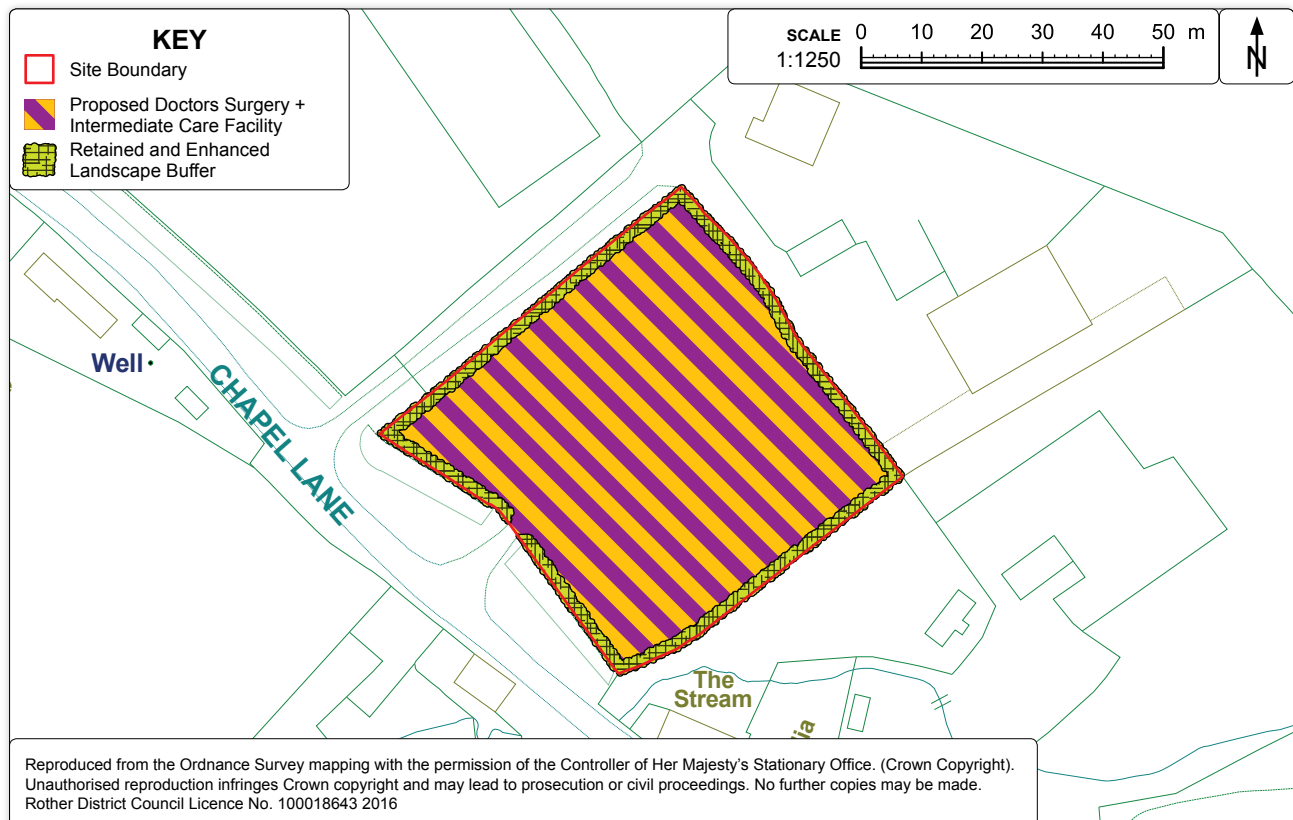 KEY
Site Boundary
Proposed Doctors Surgery +
Intermediate Care Facility
Retained and Enhanced
Landscape Buffer
SCALE
1:1250
0 10 20 30 40 50 m
N
Well
CHAPEL LANE
The
Stream
Reproduced from the Ordnance Survey mapping with the permission of the Controller of Her Majesty's Stationary Office. (Crown Copyright).
Unauthorised reproduction infringes Crown copyright and may lead to prosecution or civil proceedings. No further copies may be made.
Rother District Council Licence No. 100018643 2016